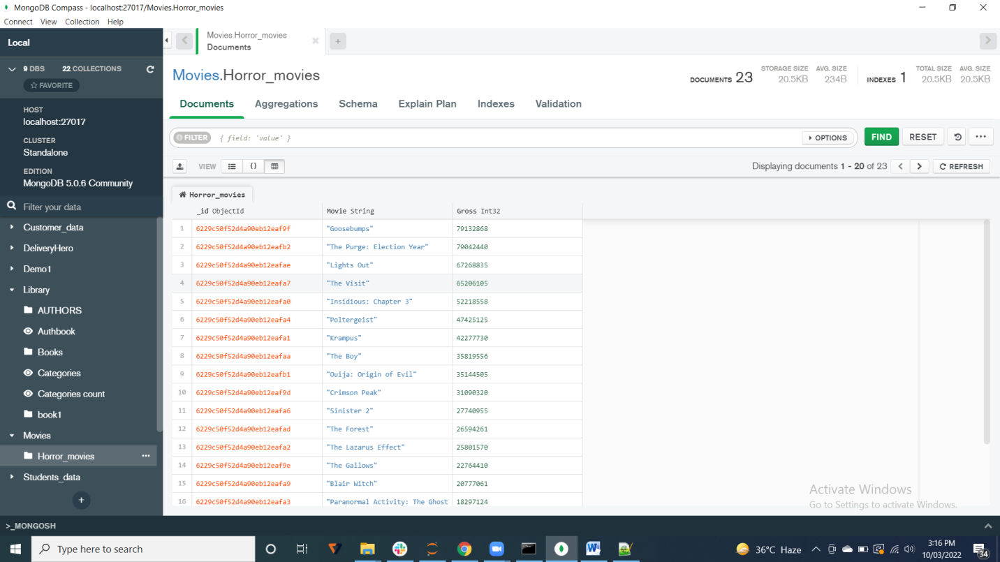 MongoDB Compass - localhost:27017/Movies.Horror_movies
Connect View Collection Help
Local
9 DBS 22 COLLECTIONS
FAVORITE
HOST
localhost:27017
CLUSTER
Standalone
EDITION
MongoDB 5.0.6 Community
Filter your data
Customer_data
DeliveryHero
Demo1
Library
AUTHORS
Authbook
Books
Categories
Categories count
book1
Movies
Horror_movies
Students_data
Movies.Horror_movies
Documents
Movies.Horror_movies
DOCUMENTS 23
STORAGE SIZE AVG. SIZE
20.5KB 234B
INDEXES 1
TOTAL SIZE AVG. SIZE
20.5KB 20.5KB
Documents Aggregations Schema Explain Plan Indexes Validation
FILTER { field: 'value' } OPTIONS FIND RESET
VIEW Displaying documents 1 - 20 of 23 REFRESH
Horror_movies
_id ObjectId Movie String Gross Int32
1 6229c50f52d4a90eb12eaf9f "Goosebumps" 79132868
2 6229c50f52d4a90eb12eafb2 "The Purge: Election Year" 79042440
3 6229c50f52d4a90eb12eafae "Lights Out" 67268835
4 6229c50f52d4a90eb12eafa7 "The Visit" 65206105
5 6229c50f52d4a90eb12eafa0 "Insidious: Chapter 3" 52218558
6 6229c50f52d4a90eb12eafa4 "Poltergeist" 47425125
7 6229c50f52d4a90eb12eafa1 "Krampus" 42277730
8 6229c50f52d4a90eb12eafaa "The Boy" 35819556
9 6229c50f52d4a90eb12eafb1 "Ouija: Origin of Evil" 35144505
10 6229c50f52d4a90eb12eaf9d "Crimson Peak" 31090320
11 6229c50f52d4a90eb12eafa6 "Sinister 2" 27740955
12 6229c50f52d4a90eb12eafad "The Forest" 26594261
13 6229c50f52d4a90eb12eafa2 "The Lazarus Effect" 25801570
14 6229c50f52d4a90eb12eaf9e "The Gallows" 22764410
15 6229c50f52d4a90eb12eafa9 "Blair Witch" 20777061
16 6229c50f52d4a90eb12eafa3 "Paranormal Activity: The Ghost 18297124
Activate Windows
Go to Settings to activate Windows.
>_MONGOSH
Type here to search
36°C Haze
3:16 PM
10/03/2022
34